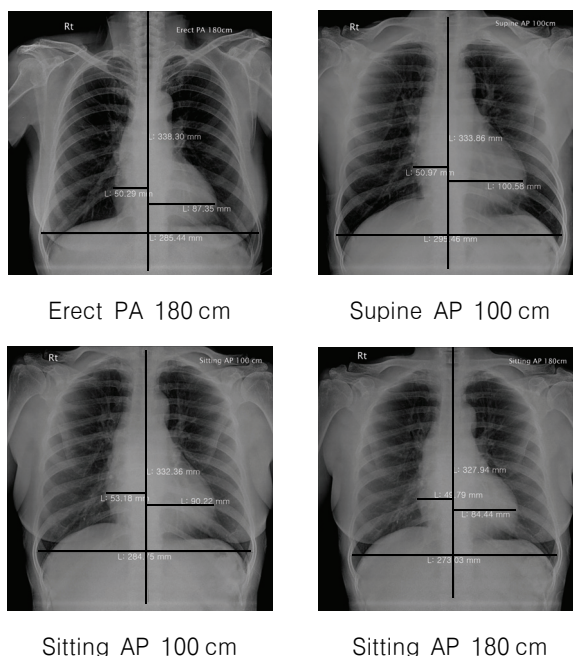 Rt
Erect PA 180cm
L: 338.30 mm
L: 50.29 mm
L: 87.35 mm
L: 285.44 mm
Erect PA 180 cm
Rt
Supine AP 100cm
L: 333.86 mm
L: 50.97 mm
L: 100.58 mm
L: 295.46 mm
Supine AP 100 cm
Rt
Sitting AP 100 cm
L: 332.36 mm
L: 53.18 mm
L: 90.22 mm
L: 284.75 mm
Sitting AP 100 cm
Rt
Sitting AP 180cm
L: 327.94 mm
L: 49.79 mm
L: 84.44 mm
L: 273.03 mm
Sitting AP 180 cm